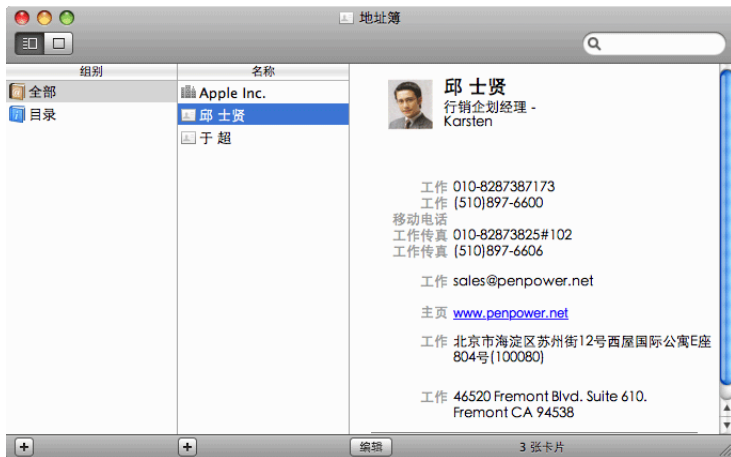 地址簿
组别
名称
全部
目录
Apple Inc.
邱 士贤
于 超
邱 士贤
行销企划经理 -
Karsten
工作 010-8287387173
工作 (510)897-6600
移动电话
工作传真 010-82873825#102
工作传真 (510)897-6606
工作 sales@penpower.net
主页 www.penpower.net
工作 北京市海淀区苏州街12号西屋国际公寓E座
804号(100080)
工作 46520 Fremont Blvd. Suite 610.
Fremont CA 94538
编辑
3 张卡片